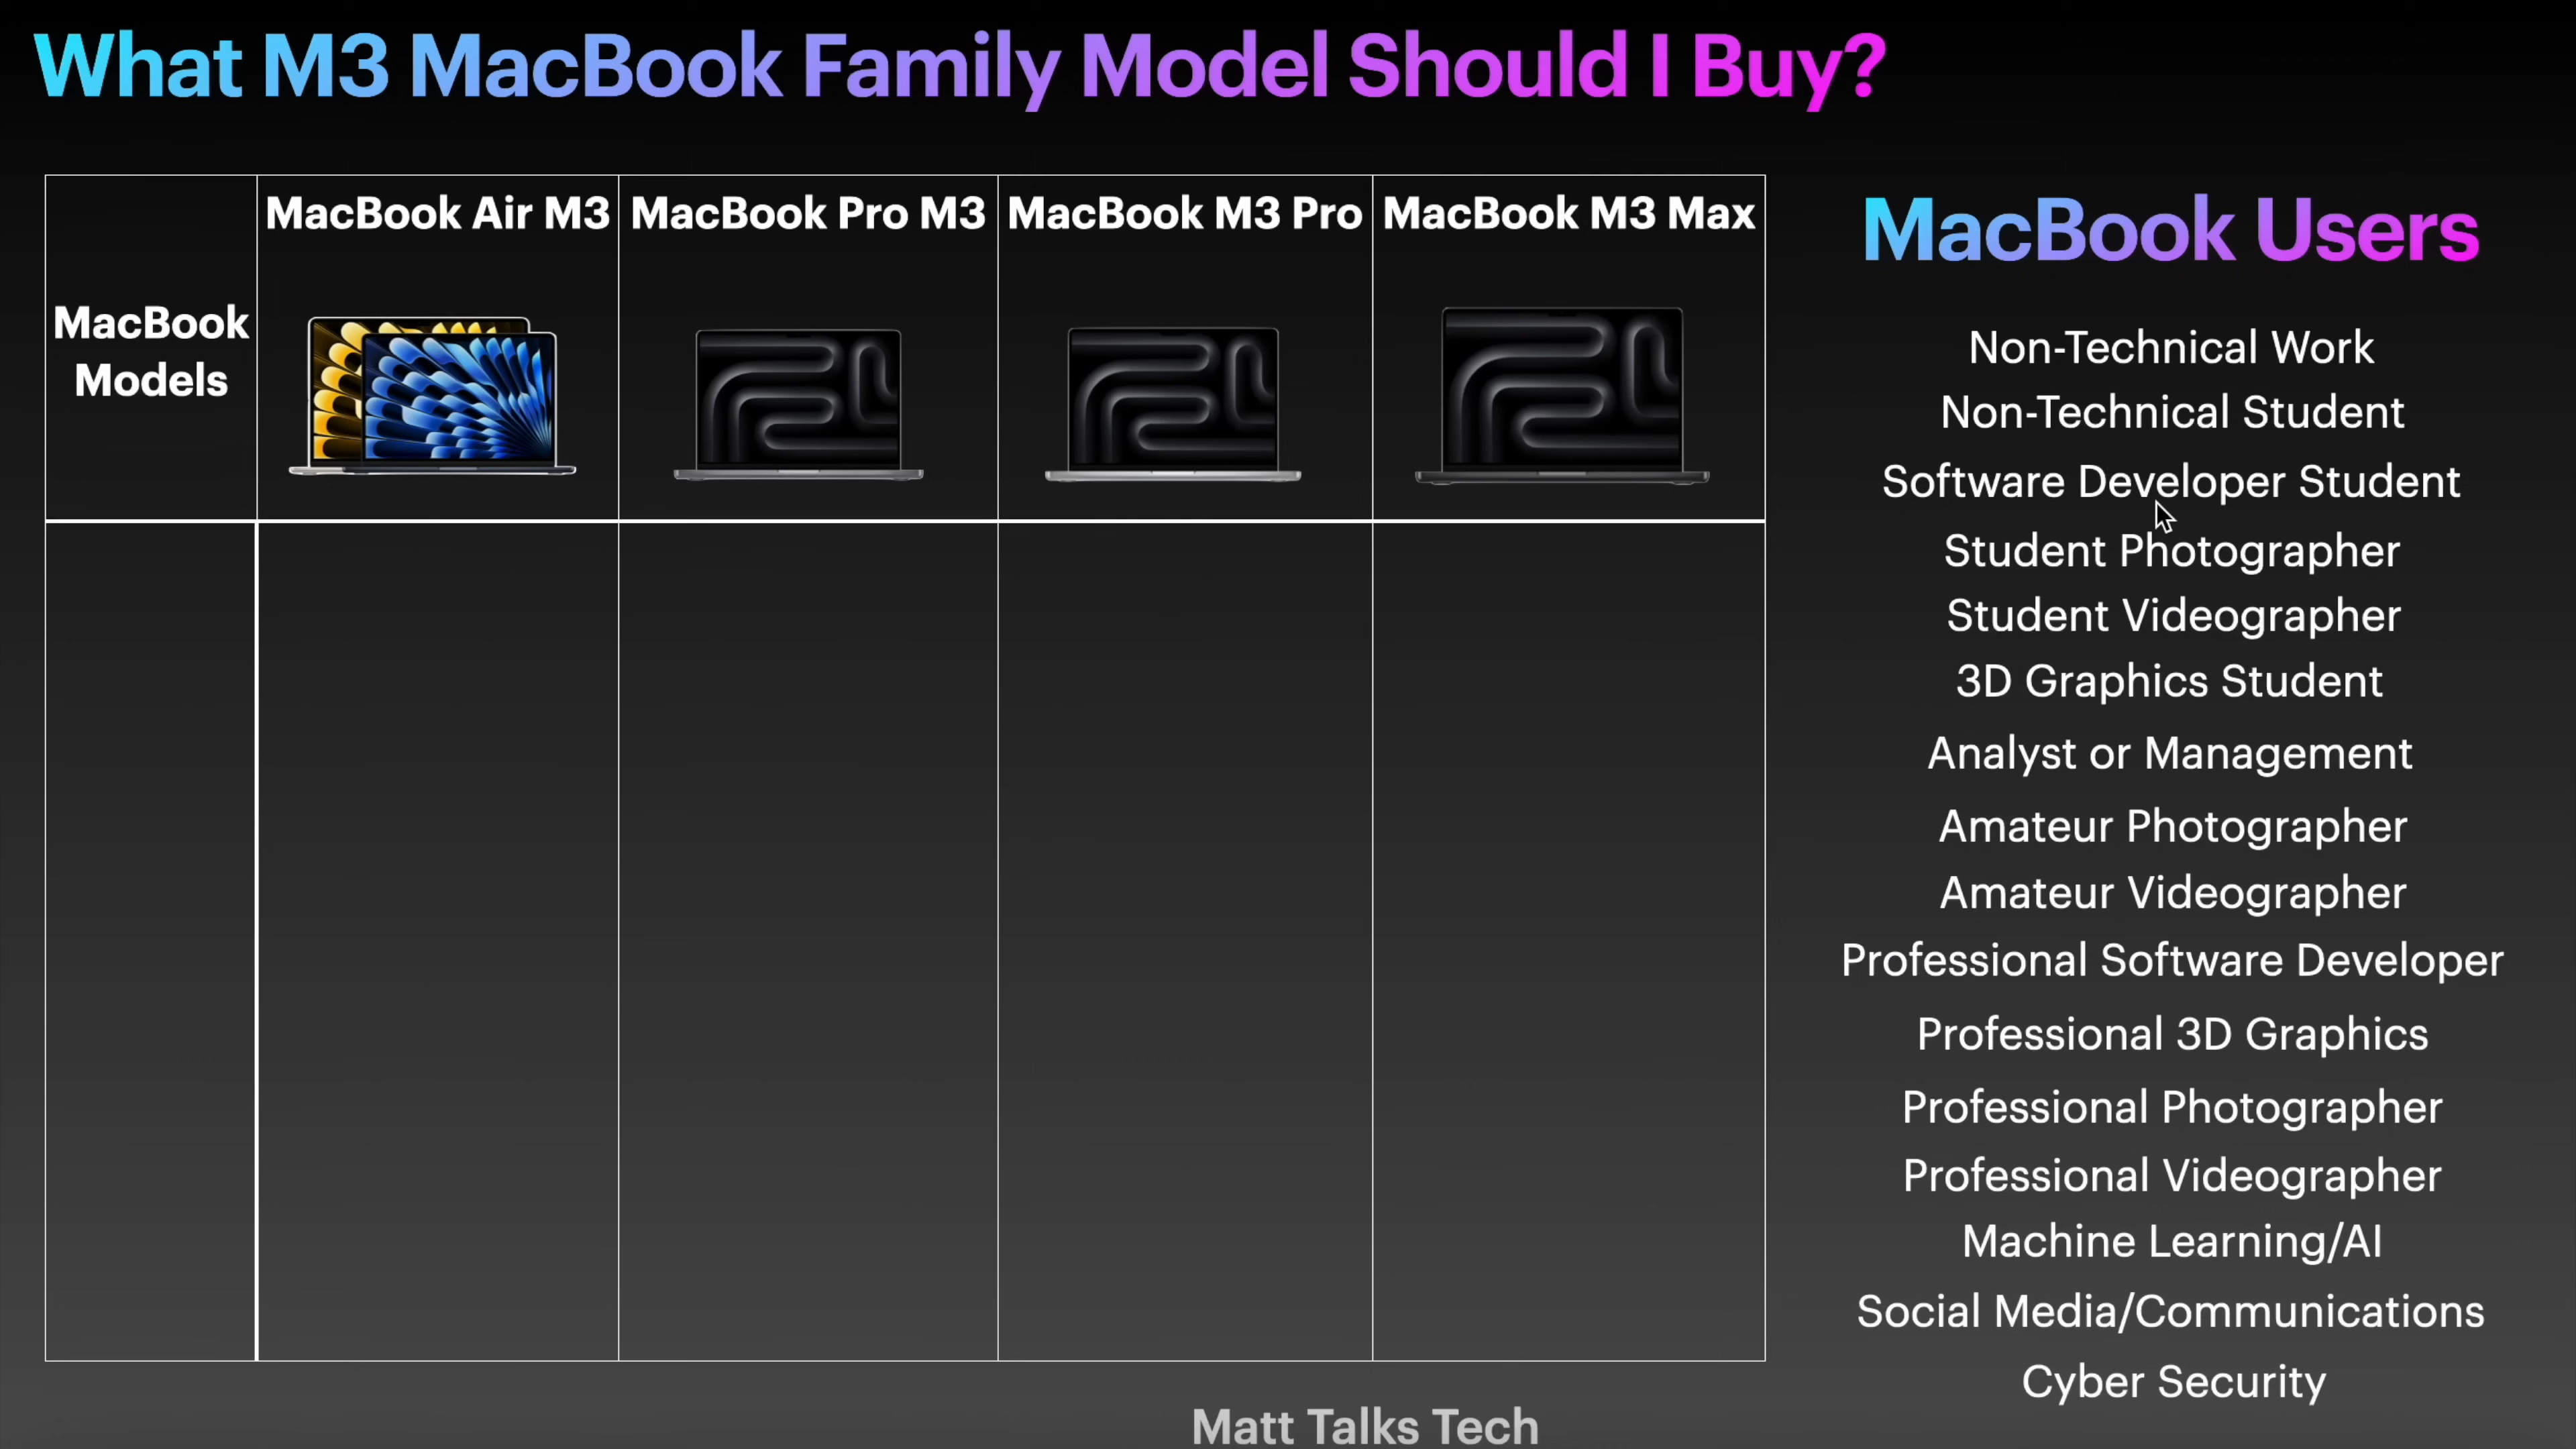 What M3 MacBook Family Model Should I Buy?
MacBook Models
MacBook Air M3
MacBook Pro M3
MacBook M3 Pro
MacBook M3 Max
MacBook Users
Non-Technical Work
Non-Technical Student
Software Developer Student
Student Photographer
Student Videographer
3D Graphics Student
Analyst or Management
Amateur Photographer
Amateur Videographer
Professional Software Developer
Professional 3D Graphics
Professional Photographer
Professional Videographer
Machine Learning/AI
Social Media/Communications
Cyber Security
Matt Talks Tech